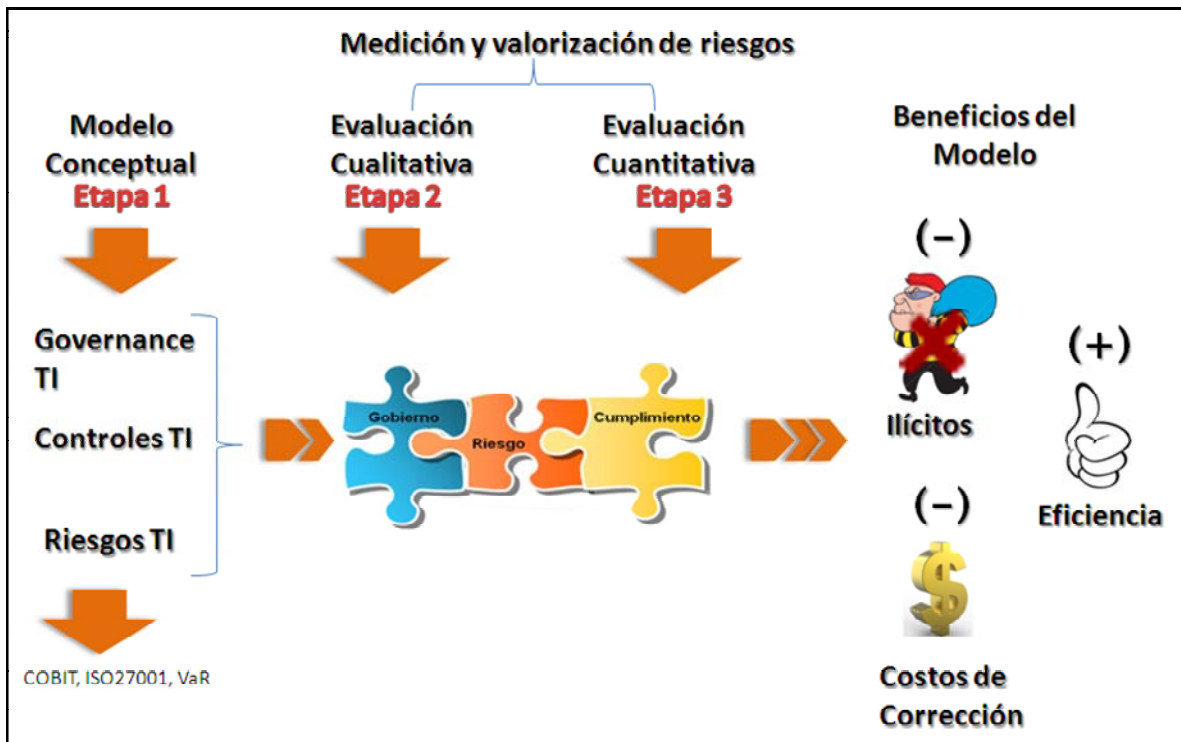 Medición y valorización de riesgos
Modelo
Conceptual
Etapa 1
Evaluación
Cualitativa
Etapa 2
Evaluación
Cuantitativa
Etapa 3
Beneficios del
Modelo
Governance
TI
Controles TI
Riesgos TI
COBIT, ISO27001, VaR
Gobierno
Riesgo
Cumplimiento
(-)
Ilícitos
(-)
$
Costos de
Corrección
(+)
Eficiencia